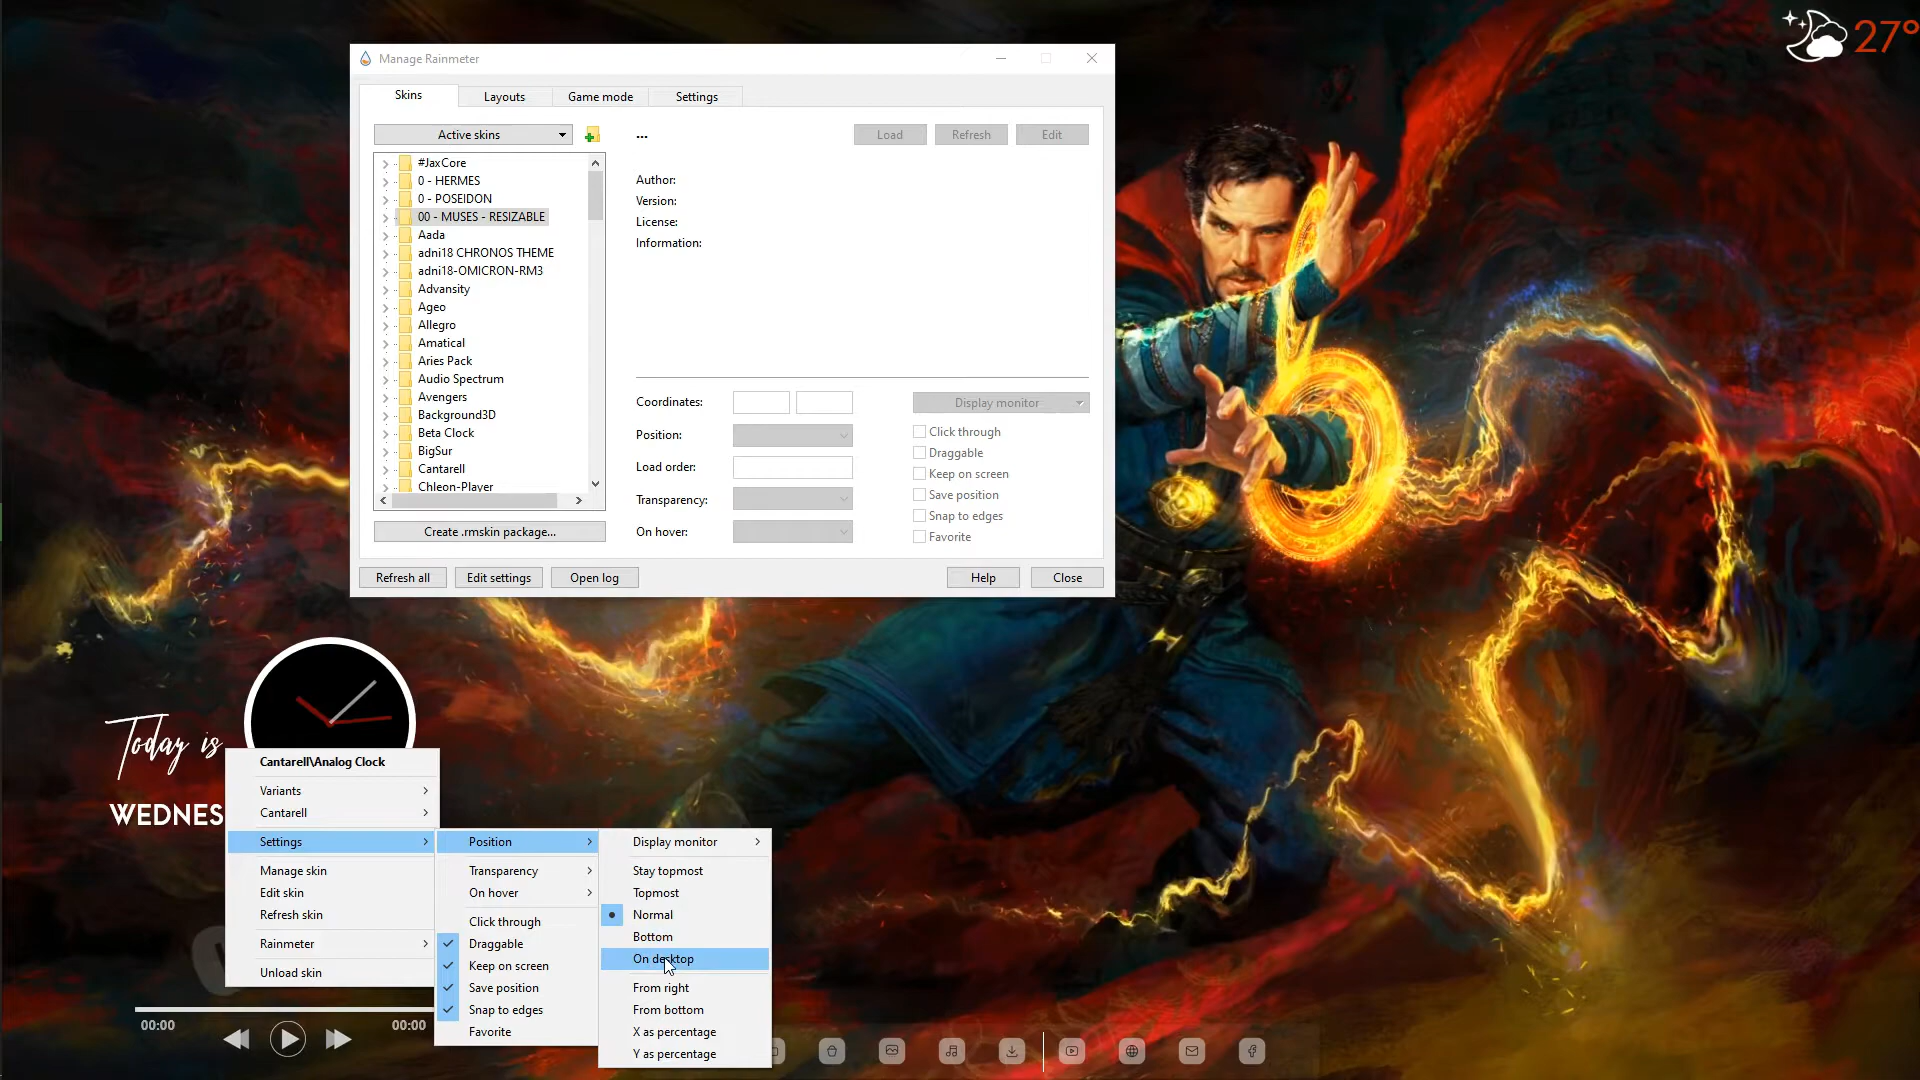 27°
Manage Rainmeter
Skins
Layouts
Game mode
Settings
Active skins
...
Load
Refresh
Edit
#JaxCore
0 - HERMES
0 - POSEIDON
00 - MUSES - RESIZABLE
Aada
adni18 CHRONOS THEME
adni18-OMICRON-RM3
Advansity
Ageo
Allegro
Amatical
Aries Pack
Audio Spectrum
Avengers
Background3D
Beta Clock
BigSur
Cantarell
Chleon-Player
Author:
Version:
License:
Information:
Coordinates:
Position:
Load order:
Transparency:
On hover:
Display monitor
Click through
Draggable
Keep on screen
Save position
Snap to edges
Favorite
Create .rmskin package...
Refresh all
Edit settings
Open log
Help
Close
Today is
WEDNES
Cantarell\Analog Clock
Variants
Cantarell
Settings
Manage skin
Edit skin
Refresh skin
Rainmeter
Unload skin
Position
Transparency
On hover
Click through
Draggable
Keep on screen
Save position
Snap to edges
Favorite
Display monitor
Stay topmost
Topmost
Normal
Bottom
On desktop
From right
From bottom
X as percentage
Y as percentage
00:00
00:00